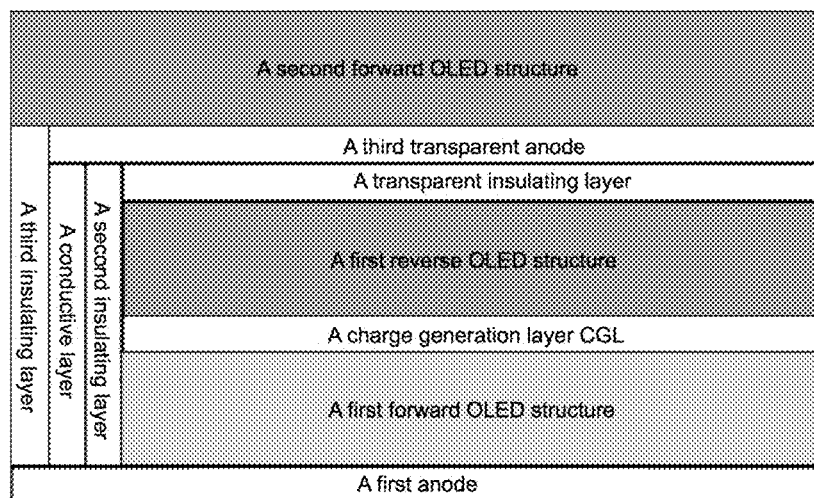 A second forward OLED structure
A third transparent anode
A transparent insulating layer
A third insulating layer
A conductive layer
A second insulating layer
A first reverse OLED structure
A charge generation layer CGL
A first forward OLED structure
A first anode